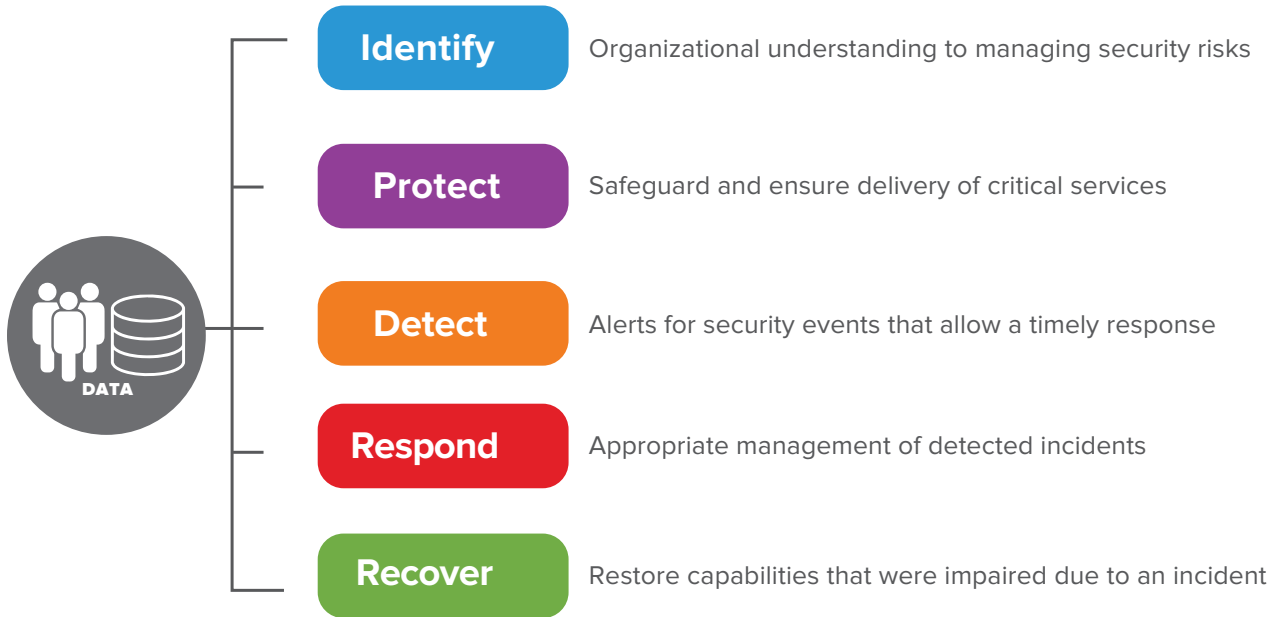 Identify
Organizational understanding to managing security risks
Protect
Safeguard and ensure delivery of critical services
Detect
Alerts for security events that allow a timely response
DATA
Respond
Appropriate management of detected incidents
Recover
Restore capabilities that were impaired due to an incident